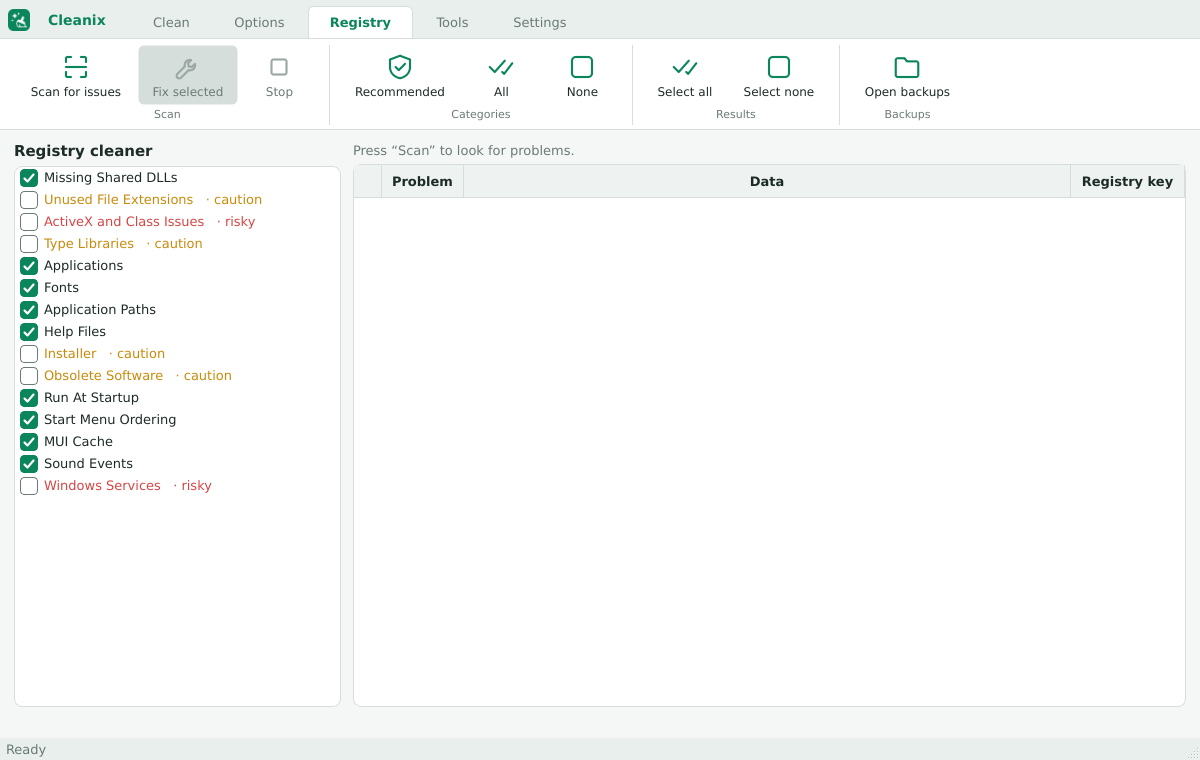 Cleanix Clean Options Registry Tools Settings
Scan for issues Fix selected Stop Recommended All None Select all Select none Open backups
Scan Categories Results Backups
Registry cleaner
Press “Scan” to look for problems.
Problem Data Registry key
Missing Shared DLLs
Unused File Extensions · caution
ActiveX and Class Issues · risky
Type Libraries · caution
Applications
Fonts
Application Paths
Help Files
Installer · caution
Obsolete Software · caution
Run At Startup
Start Menu Ordering
MUI Cache
Sound Events
Windows Services · risky
Ready